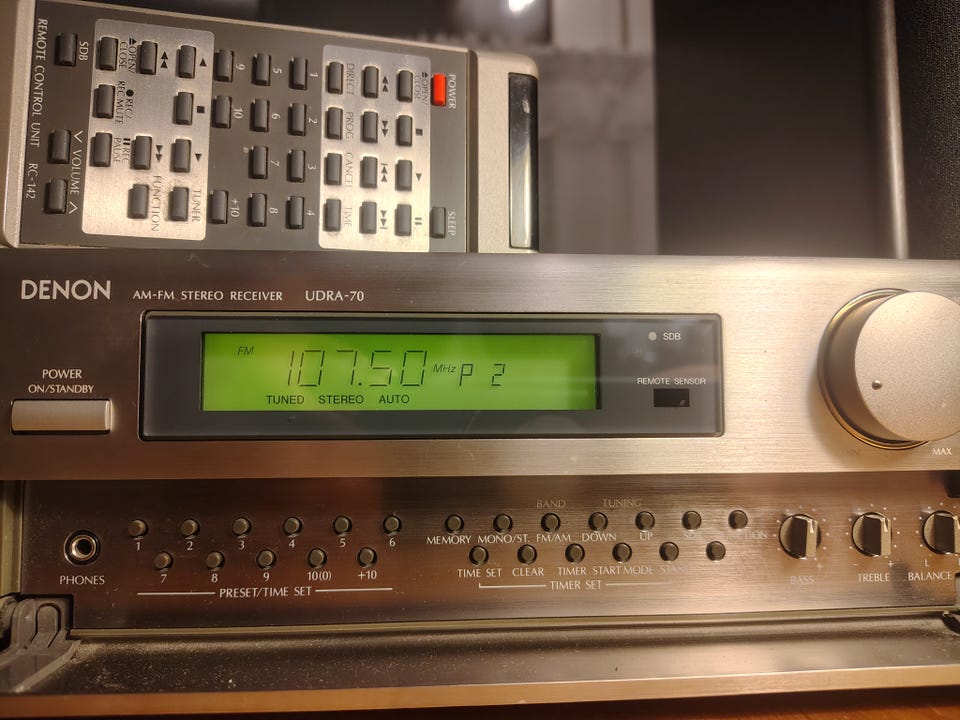 POWER
SLEEP
OPEN/
CLOSE
DIRECT
PROG
CANCEL
TIME
1
2
3
4
5
6
7
8
9
10
+10
TUNER
FUNCTION
OPEN/
CLOSE
REC/
REC MUTE
REC
PAUSE
SDB
VOLUME
REMOTE CONTROL UNIT RC-142
DENON AM-FM STEREO RECEIVER UDRA-70
FM
107.50 MHz P 2
TUNED STEREO AUTO
SDB
REMOTE SENSOR
POWER
ON/STANDBY
MAX
BAND TUNING
1 2 3 4 5 6 MEMORY MONO/ST. FM/AM DOWN UP SDB
7 8 9 10(0) +10 TIME SET CLEAR TIMER START MODE
PRESET/TIME SET
TIMER SET
PHONES
BASS
TREBLE
L
BALANCE